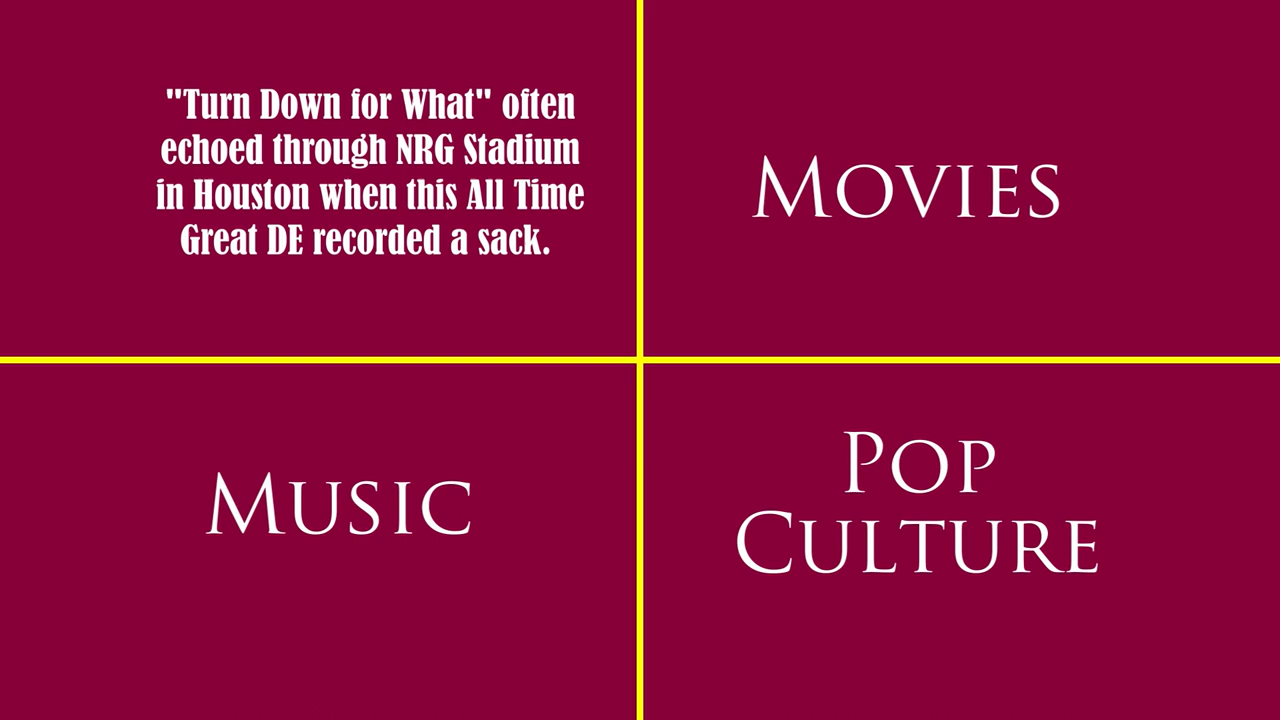 "Turn Down for What" often
echoed through NRG Stadium
in Houston when this All Time
Great DE recorded a sack.
Movies
Music
Pop
Culture